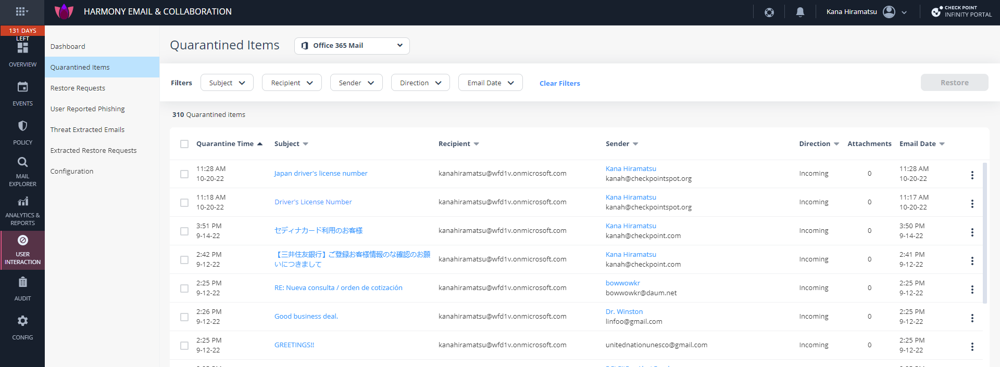 HARMONY EMAIL & COLLABORATION
Kana Hiramatsu
CHECK POINT
INFINITY PORTAL
131 DAYS
LEFT
OVERVIEW
EVENTS
POLICY
MAIL
EXPLORER
ANALYTICS &
REPORTS
USER
INTERACTION
AUDIT
CONFIG
Dashboard
Quarantined Items
Restore Requests
User Reported Phishing
Threat Extracted Emails
Extracted Restore Requests
Configuration
Quarantined Items
Office 365 Mail
Filters Subject Recipient Sender Direction Email Date Clear Filters Restore
310 Quarantined items
Quarantine Time Subject Recipient Sender Direction Attachments Email Date
11:28 AM
10-20-22
Japan driver's license number
kanahiramatsu@wfd1v.onmicrosoft.com
Kana Hiramatsu
kanah@checkpointspot.org
Incoming
0
11:28 AM
10-20-22
11:18 AM
10-20-22
Driver's License Number
kanahiramatsu@wfd1v.onmicrosoft.com
Kana Hiramatsu
kanah@checkpointspot.org
Incoming
0
11:17 AM
10-20-22
3:51 PM
9-14-22
セディナカード利用のお客様
kanahiramatsu@wfd1v.onmicrosoft.com
Kana Hiramatsu
kanah@checkpoint.com
Incoming
0
3:50 PM
9-14-22
2:42 PM
9-12-22
【三井住友銀行】ご登録お客様情報のな確認のお願
いにつきまして
kanahiramatsu@wfd1v.onmicrosoft.com
Kana Hiramatsu
kanah@checkpoint.com
Incoming
0
2:41 PM
9-12-22
2:25 PM
9-12-22
RE: Nueva consulta / orden de cotización
kanahiramatsu@wfd1v.onmicrosoft.com
bowwowkr
bowwowkr@daum.net
Incoming
0
2:25 PM
9-12-22
2:26 PM
9-12-22
Good business deal.
kanahiramatsu@wfd1v.onmicrosoft.com
Dr. Winston
linfoo@gmail.com
Incoming
0
2:25 PM
9-12-22
2:25 PM
9-12-22
GREETINGS!!
kanahiramatsu@wfd1v.onmicrosoft.com
unitednationunesco@gmail.com
Incoming
0
2:25 PM
9-12-22